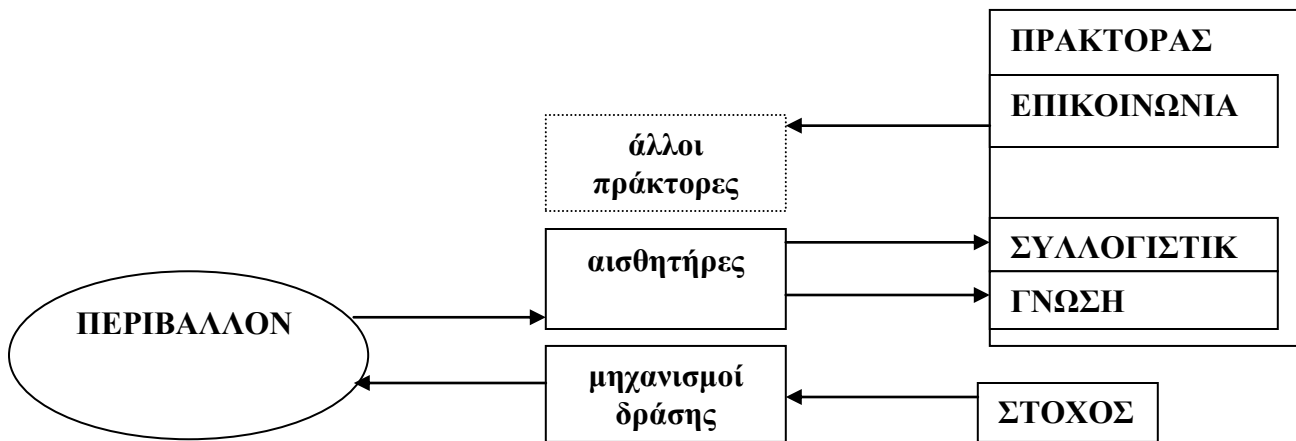 ΠΡΑΚΤΟΡΑΣ
ΕΠΙΚΟΙΝΩΝΙΑ
άλλοι
πράκτορες
αισθητήρες
ΣΥΛΛΟΓΙΣΤΙΚ
ΓΝΩΣΗ
ΠΕΡΙΒΑΛΛΟΝ
μηχανισμοί
δράσης
ΣΤΟΧΟΣ